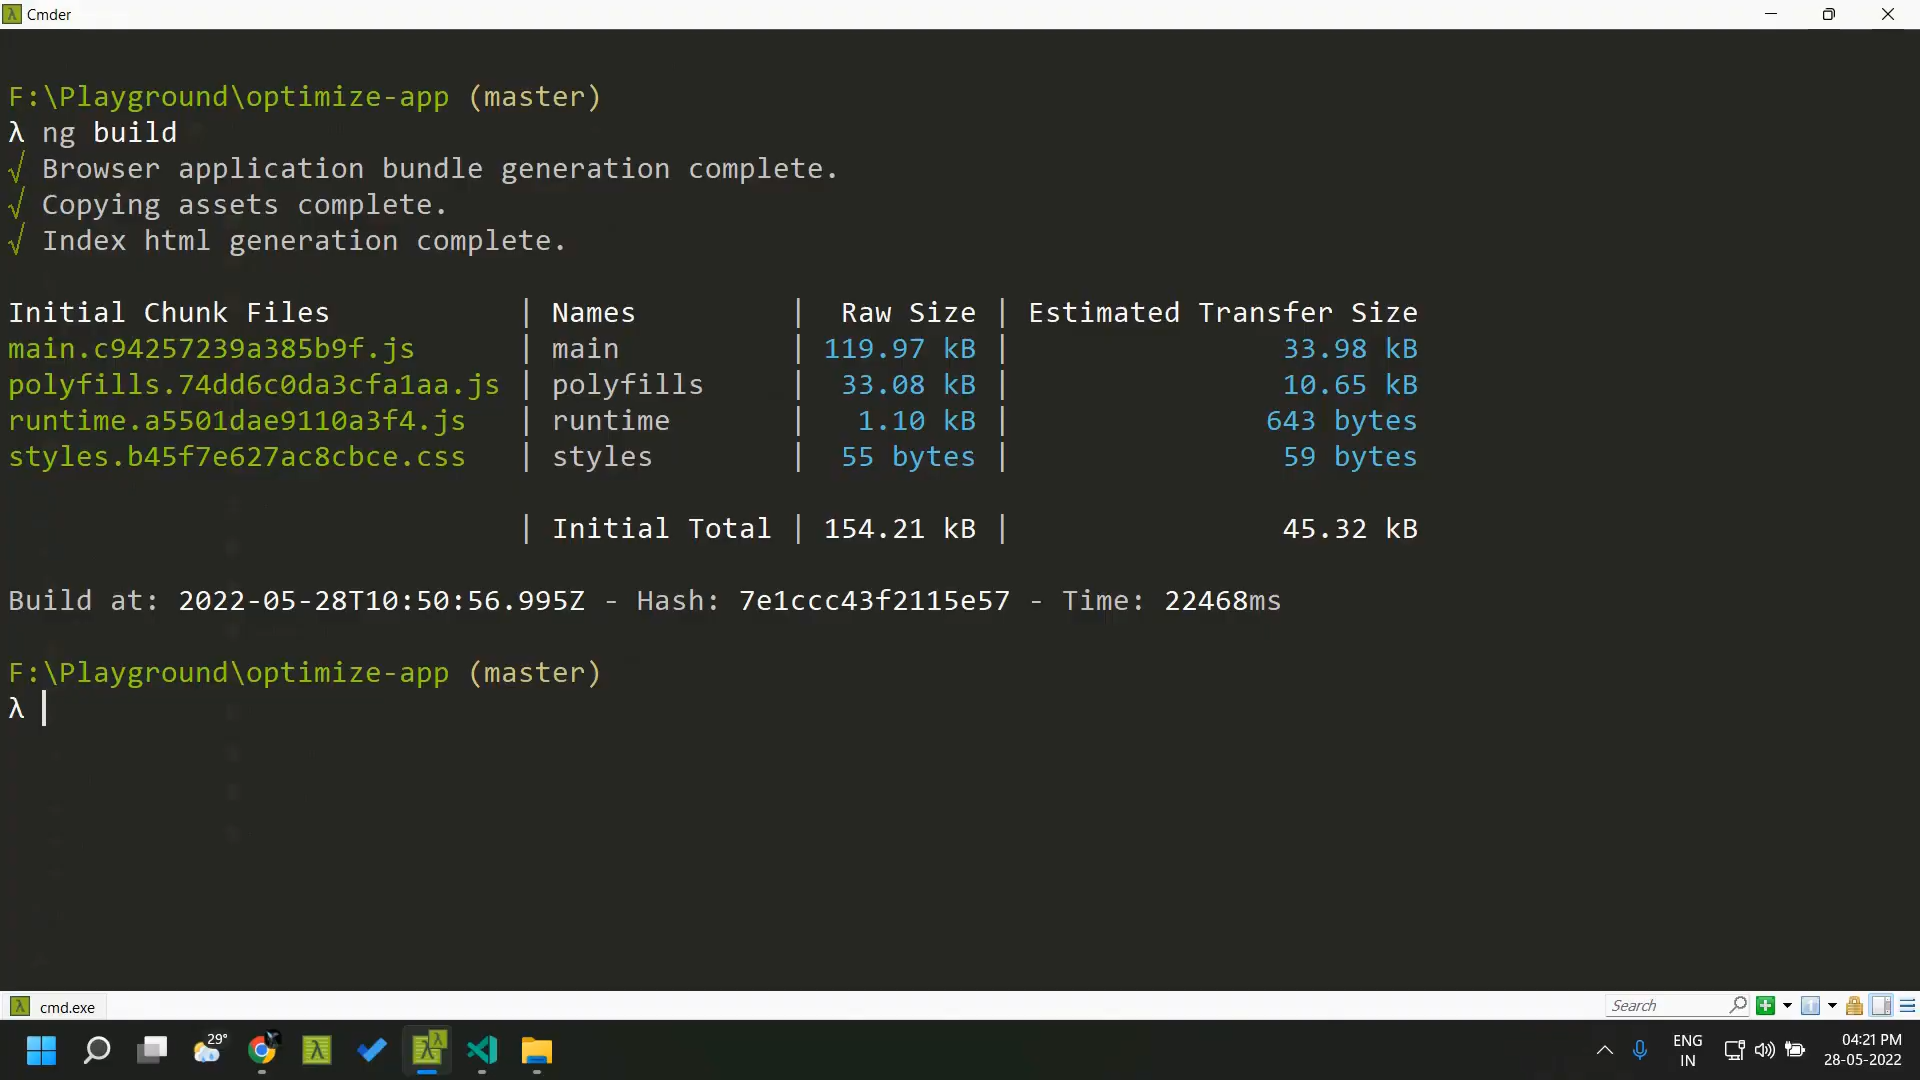 Cmder
F:\Playground\optimize-app (master)
λ ng build
√ Browser application bundle generation complete.
√ Copying assets complete.
√ Index html generation complete.
Initial Chunk Files | Names | Raw Size | Estimated Transfer Size
main.c94257239a385b9f.js | main | 119.97 kB | 33.98 kB
polyfills.74dd6c0da3cfa1aa.js | polyfills | 33.08 kB | 10.65 kB
runtime.a5501dae9110a3f4.js | runtime | 1.10 kB | 643 bytes
styles.b45f7e627ac8cbce.css | styles | 55 bytes | 59 bytes
| Initial Total | 154.21 kB | 45.32 kB
Build at: 2022-05-28T10:50:56.995Z - Hash: 7e1ccc43f2115e57 - Time: 22468ms
F:\Playground\optimize-app (master)
λ
cmd.exe
Search
29°
ENG
IN
04:21 PM
28-05-2022